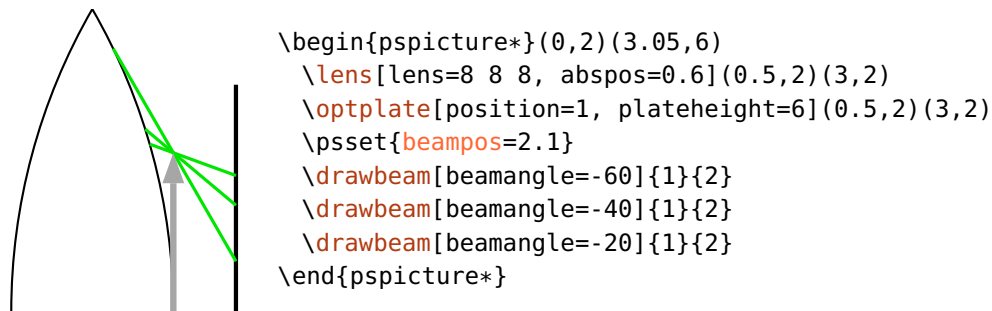 \begin{pspicture*}(0,2)(3.05,6)
\lens[lens=8 8 8, abspos=0.6](0.5,2)(3,2)
\optplate[position=1, plateheight=6](0.5,2)(3,2)
\psset{beampos=2.1}
\drawbeam[beamangle=-60]{1}{2}
\drawbeam[beamangle=-40]{1}{2}
\drawbeam[beamangle=-20]{1}{2}
\end{pspicture*}